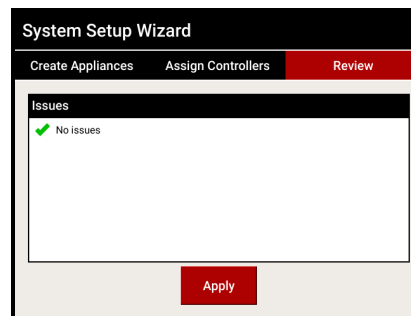 System Setup Wizard
Create Appliances Assign Controllers Review
Issues
No issues
Apply